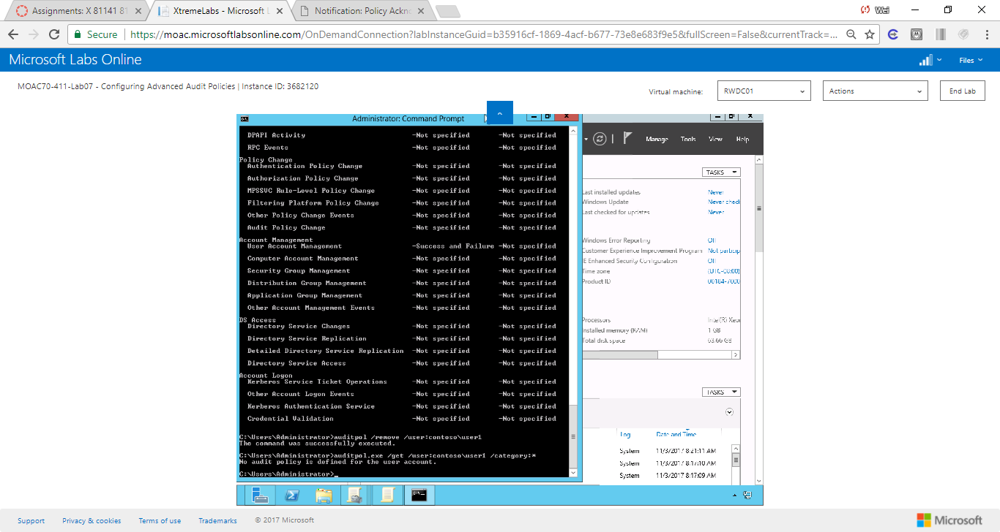 Assignments: X 81141 81
XtremeLabs - Microsoft L
Notification: Policy Ackn
Wei
Secure
https://moac.microsoftlabsonline.com/OnDemandConnection?labInstanceGuid=b35916cf-1869-4acf-b677-73e8e683f9e5&fullScreen=False&currentTrack=...
Microsoft Labs Online
Files
MOAC70-411-Lab07 - Configuring Advanced Audit Policies | Instance ID: 3682120
Virtual machine:
RWDC01
Actions
End Lab
Administrator: Command Prompt
DPAPI Activity -Not specified -Not specified
RPC Events -Not specified -Not specified
Policy Change
Authentication Policy Change -Not specified -Not specified
Authorization Policy Change -Not specified -Not specified
MPSSVC Rule-Level Policy Change -Not specified -Not specified
Filtering Platform Policy Change -Not specified -Not specified
Other Policy Change Events -Not specified -Not specified
Audit Policy Change -Not specified -Not specified
Account Management
User Account Management -Success and Failure -Not specified
Computer Account Management -Not specified -Not specified
Security Group Management -Not specified -Not specified
Distribution Group Management -Not specified -Not specified
Application Group Management -Not specified -Not specified
Other Account Management Events -Not specified -Not specified
DS Access
Directory Service Changes -Not specified -Not specified
Directory Service Replication -Not specified -Not specified
Detailed Directory Service Replication -Not specified -Not specified
Directory Service Access -Not specified -Not specified
Account Logon
Kerberos Service Ticket Operations -Not specified -Not specified
Other Account Logon Events -Not specified -Not specified
Kerberos Authentication Service -Not specified -Not specified
Credential Validation -Not specified -Not specified
C:\Users\Administrator>auditpol /remove /user:contoso\user1
The command was successfully executed.
C:\Users\Administrator>auditpol.exe /get /user:contoso\user1 /category:*
No audit policy is defined for the user account.
C:\Users\Administrator>_
Manage Tools View Help
TASKS
Last installed updates Never
Windows Update Never check
Last checked for updates Never
Windows Error Reporting Off
Customer Experience Improvement Program Not particip
IE Enhanced Security Configuration Off
Time zone (UTC-08:00)
Product ID 00184-7000
Processors Intel(R) Xeon
Installed memory (RAM) 1 GB
Total disk space 63.66 GB
TASKS
Log Date and Time
System 11/3/2017 8:21:11 AM
System 11/3/2017 8:17:10 AM
System 11/3/2017 8:17:09 AM
Support
Privacy & cookies
Terms of use
Trademarks
© 2017 Microsoft
Microsoft